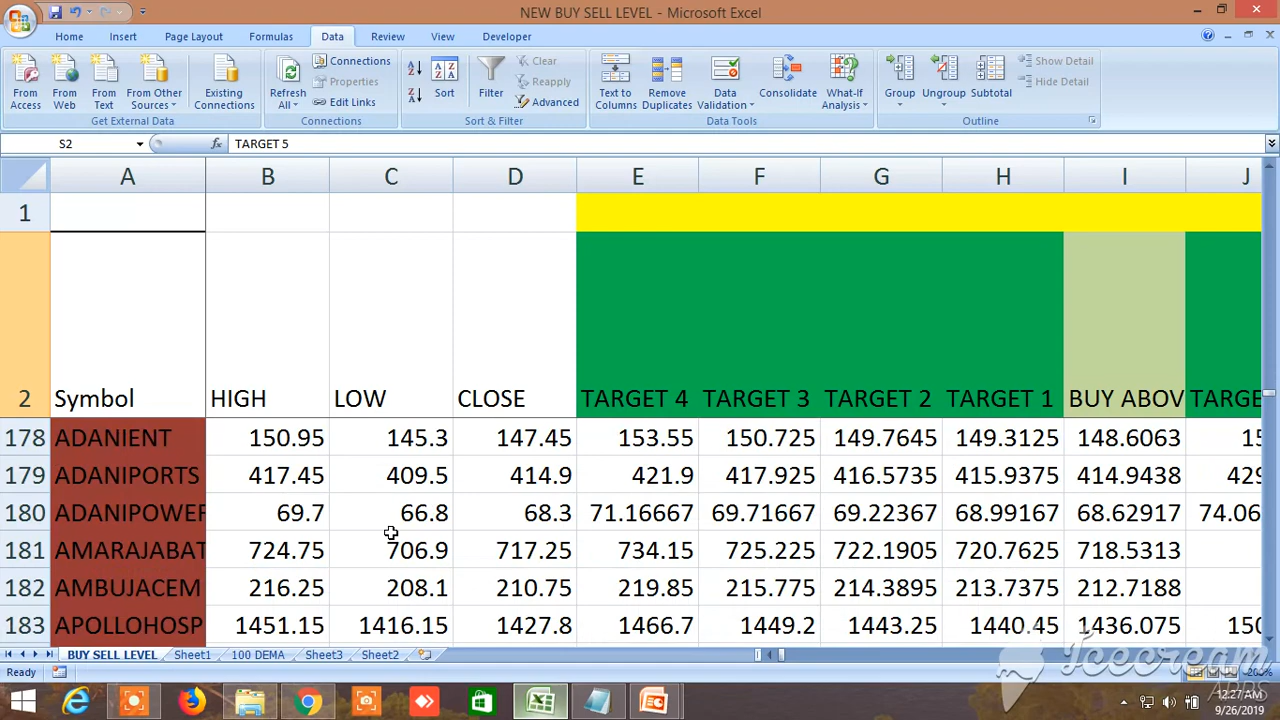 NEW BUY SELL LEVEL - Microsoft Excel
Home Insert Page Layout Formulas Data Review View Developer
From Access
From Web
From Text
From Other Sources
Existing Connections
Get External Data
Refresh All
Connections
Properties
Edit Links
Connections
Sort
Filter
Clear
Reapply
Advanced
Sort & Filter
Text to Columns
Remove Duplicates
Data Validation
Consolidate
What-If Analysis
Data Tools
Group
Ungroup
Subtotal
Show Detail
Hide Detail
Outline
S2 fx TARGET 5
A B C D E F G H I J
1
2 Symbol HIGH LOW CLOSE TARGET 4 TARGET 3 TARGET 2 TARGET 1 BUY ABOV TARGE
178 ADANIENT 150.95 145.3 147.45 153.55 150.725 149.7645 149.3125 148.6063 15
179 ADANIPORTS 417.45 409.5 414.9 421.9 417.925 416.5735 415.9375 414.9438 429
180 ADANIPOWER 69.7 66.8 68.3 71.16667 69.71667 69.22367 68.99167 68.62917 74.06
181 AMARAJABAT 724.75 706.9 717.25 734.15 725.225 722.1905 720.7625 718.5313
182 AMBUJACEM 216.25 208.1 210.75 219.85 215.775 214.3895 213.7375 212.7188
183 APOLLOHOSP 1451.15 1416.15 1427.8 1466.7 1449.2 1443.25 1440.45 1436.075 150
BUY SELL LEVEL Sheet1 100 DEMA Sheet3 Sheet2
Ready 200%
Icecream
APPS
12:27 AM
9/26/2019